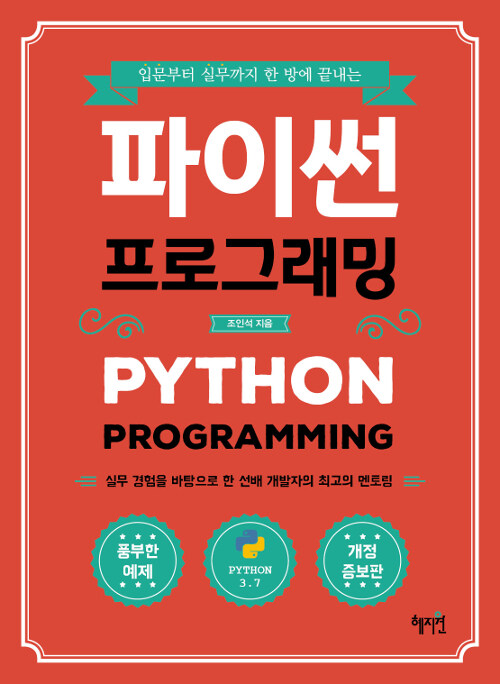 입문부터 실무까지 한 방에 끝내는
파이썬
프로그래밍
조인석 지음
PYTHON
PROGRAMMING
실무 경험을 바탕으로 한 선배 개발자의 최고의 멘토링
풍부한
예제
PYTHON
3.7
개정
증보판
혜지원